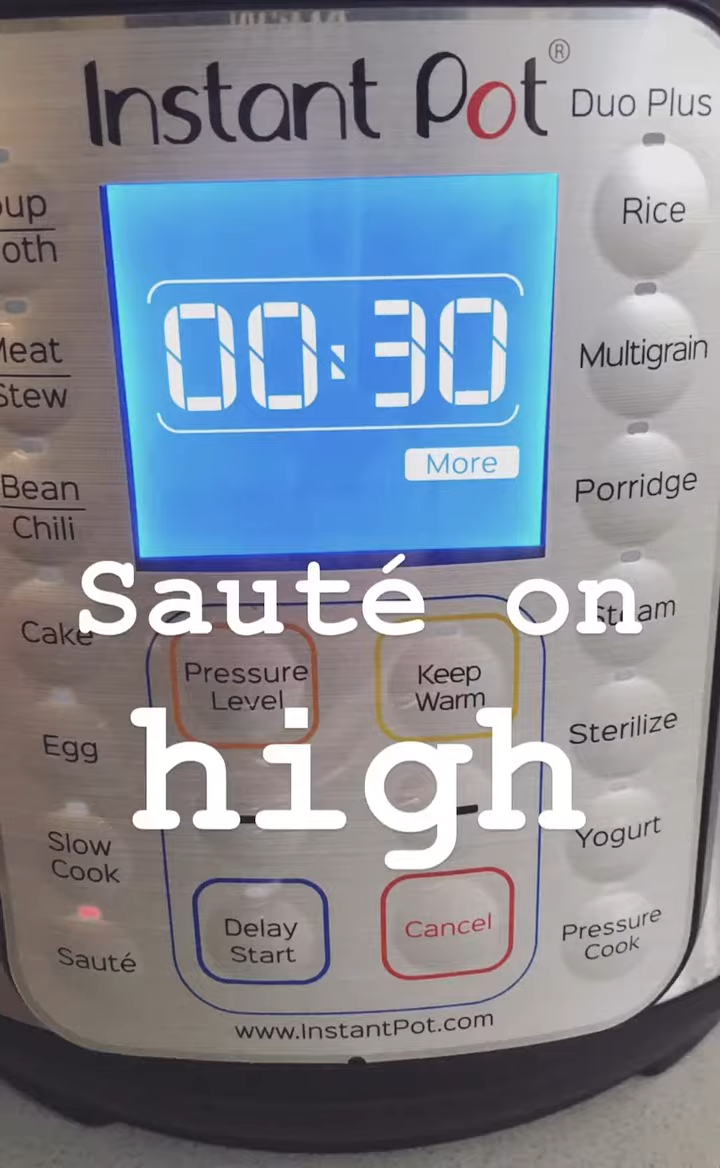 Instant Pot® Duo Plus
00:30
More
oup
oth
Meat
Stew
Bean
Chili
Cake
Egg
Slow
Cook
Sauté
Sauté on
high
Pressure
Level
Keep
Warm
Delay
Start
Cancel
Rice
Multigrain
Porridge
Steam
Sterilize
Yogurt
Pressure
Cook
www.InstantPot.com